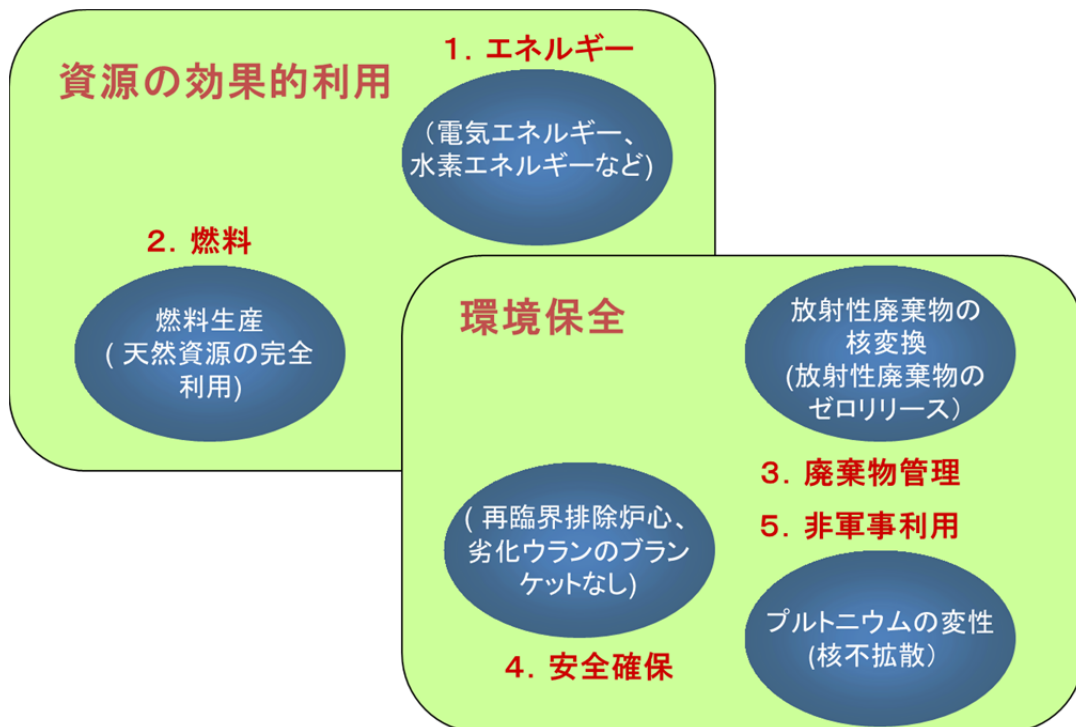 資源の効果的利用
1. エネルギー
（電気エネルギー、
水素エネルギーなど)
2. 燃料
燃料生産
( 天然資源の完全
利用)
環境保全
放射性廃棄物の
核変換
(放射性廃棄物の
ゼロリリース）
3. 廃棄物管理
( 再臨界排除炉心、
劣化ウランのブラン
ケットなし)
4. 安全確保
5. 非軍事利用
プルトニウムの変性
(核不拡散）